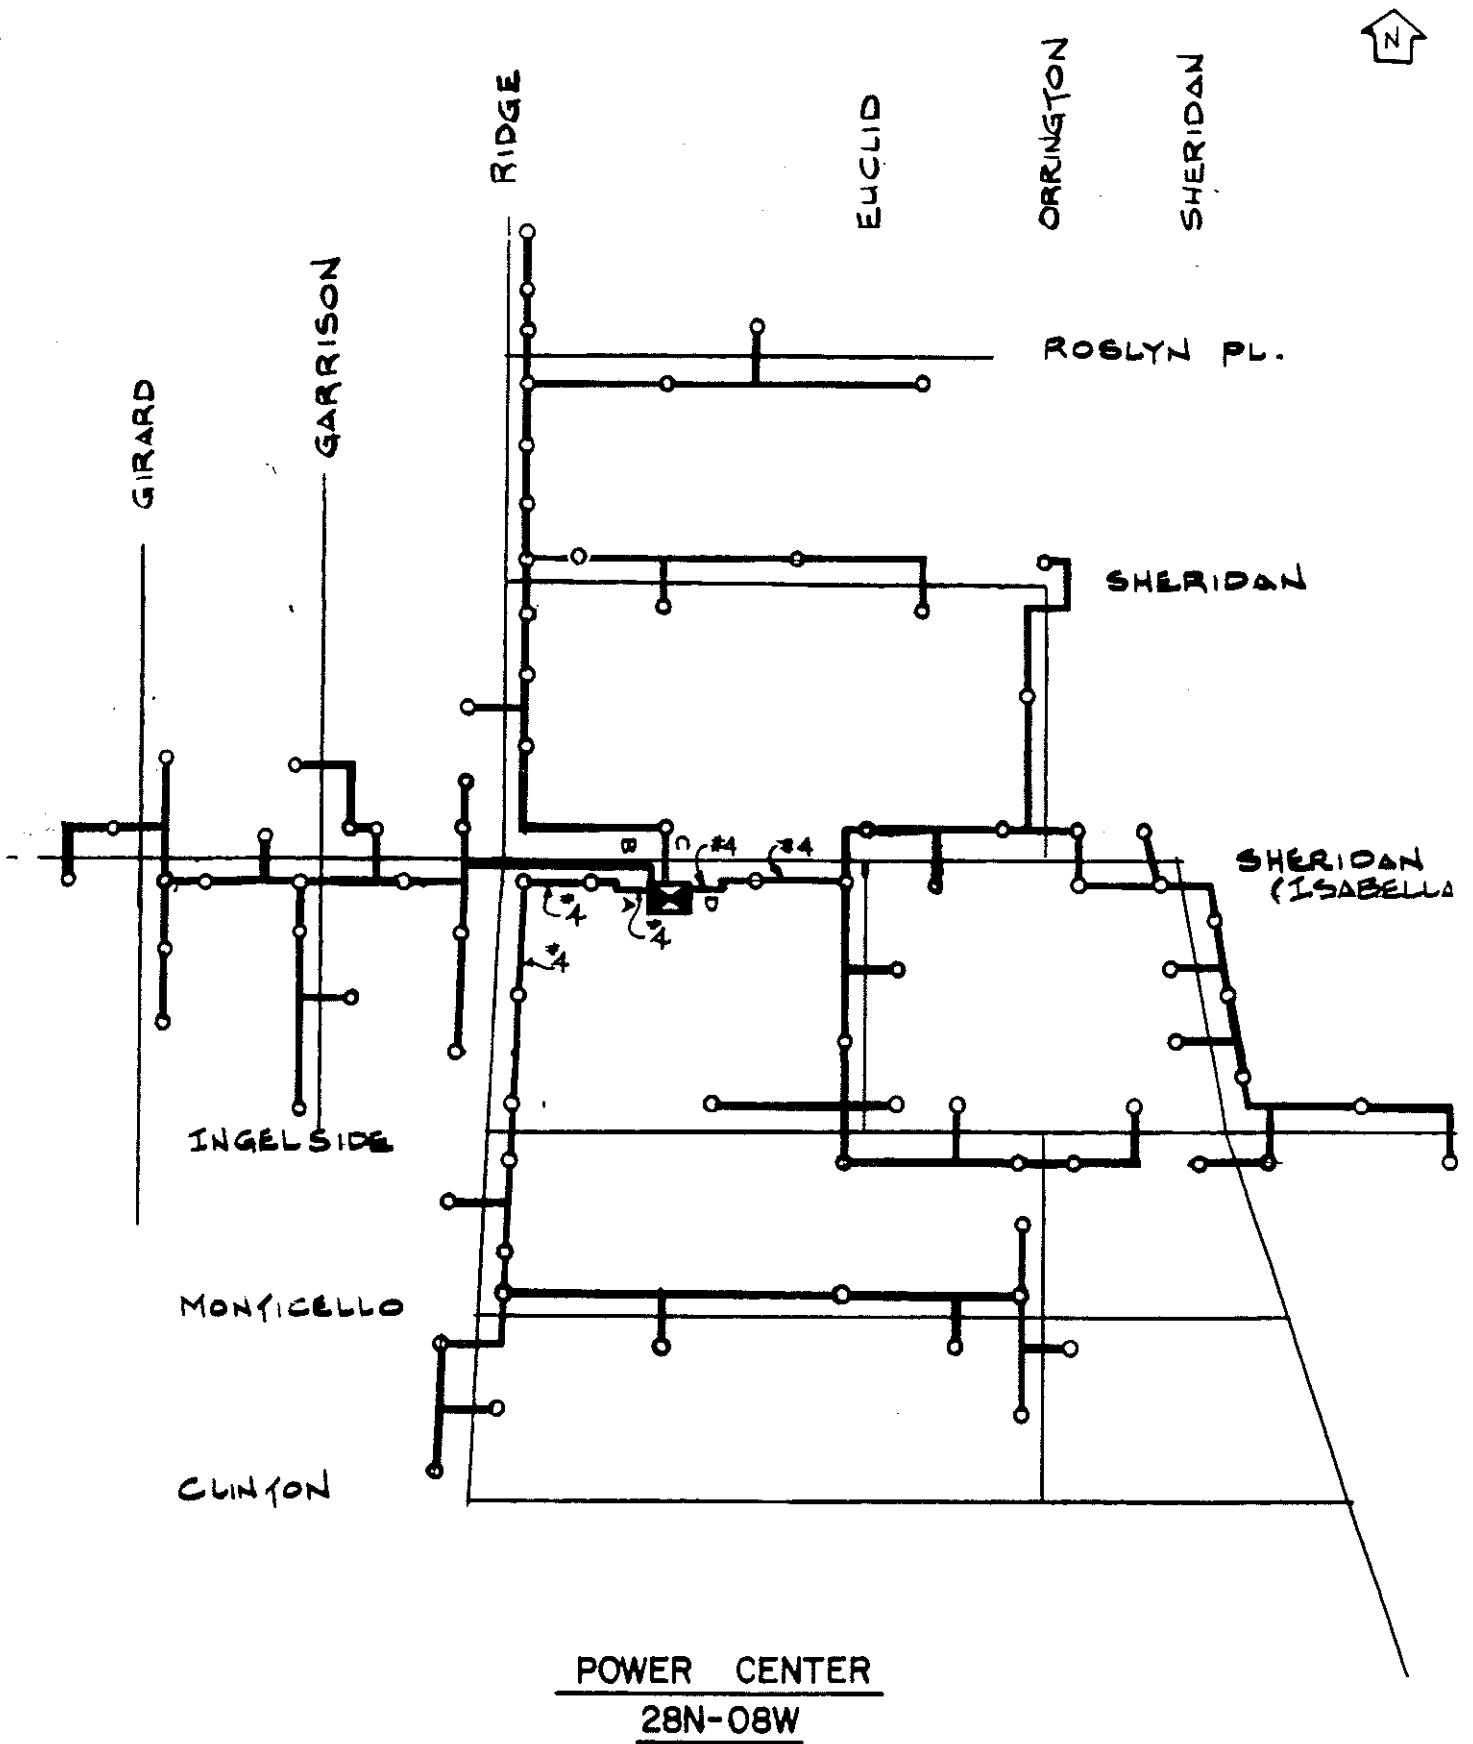 N
RIDGE
EUCLID
ORRINGTON
SHERIDAN
GARRISON
GIRARD
ROSLYN PL.
SHERIDAN
B
C
#4
#4
SHERIDAN
(ISABELLA
A
D
#4
#4
#4
INGELSIDE
MONTICELLO
CLINTON
POWER CENTER
28N-08W